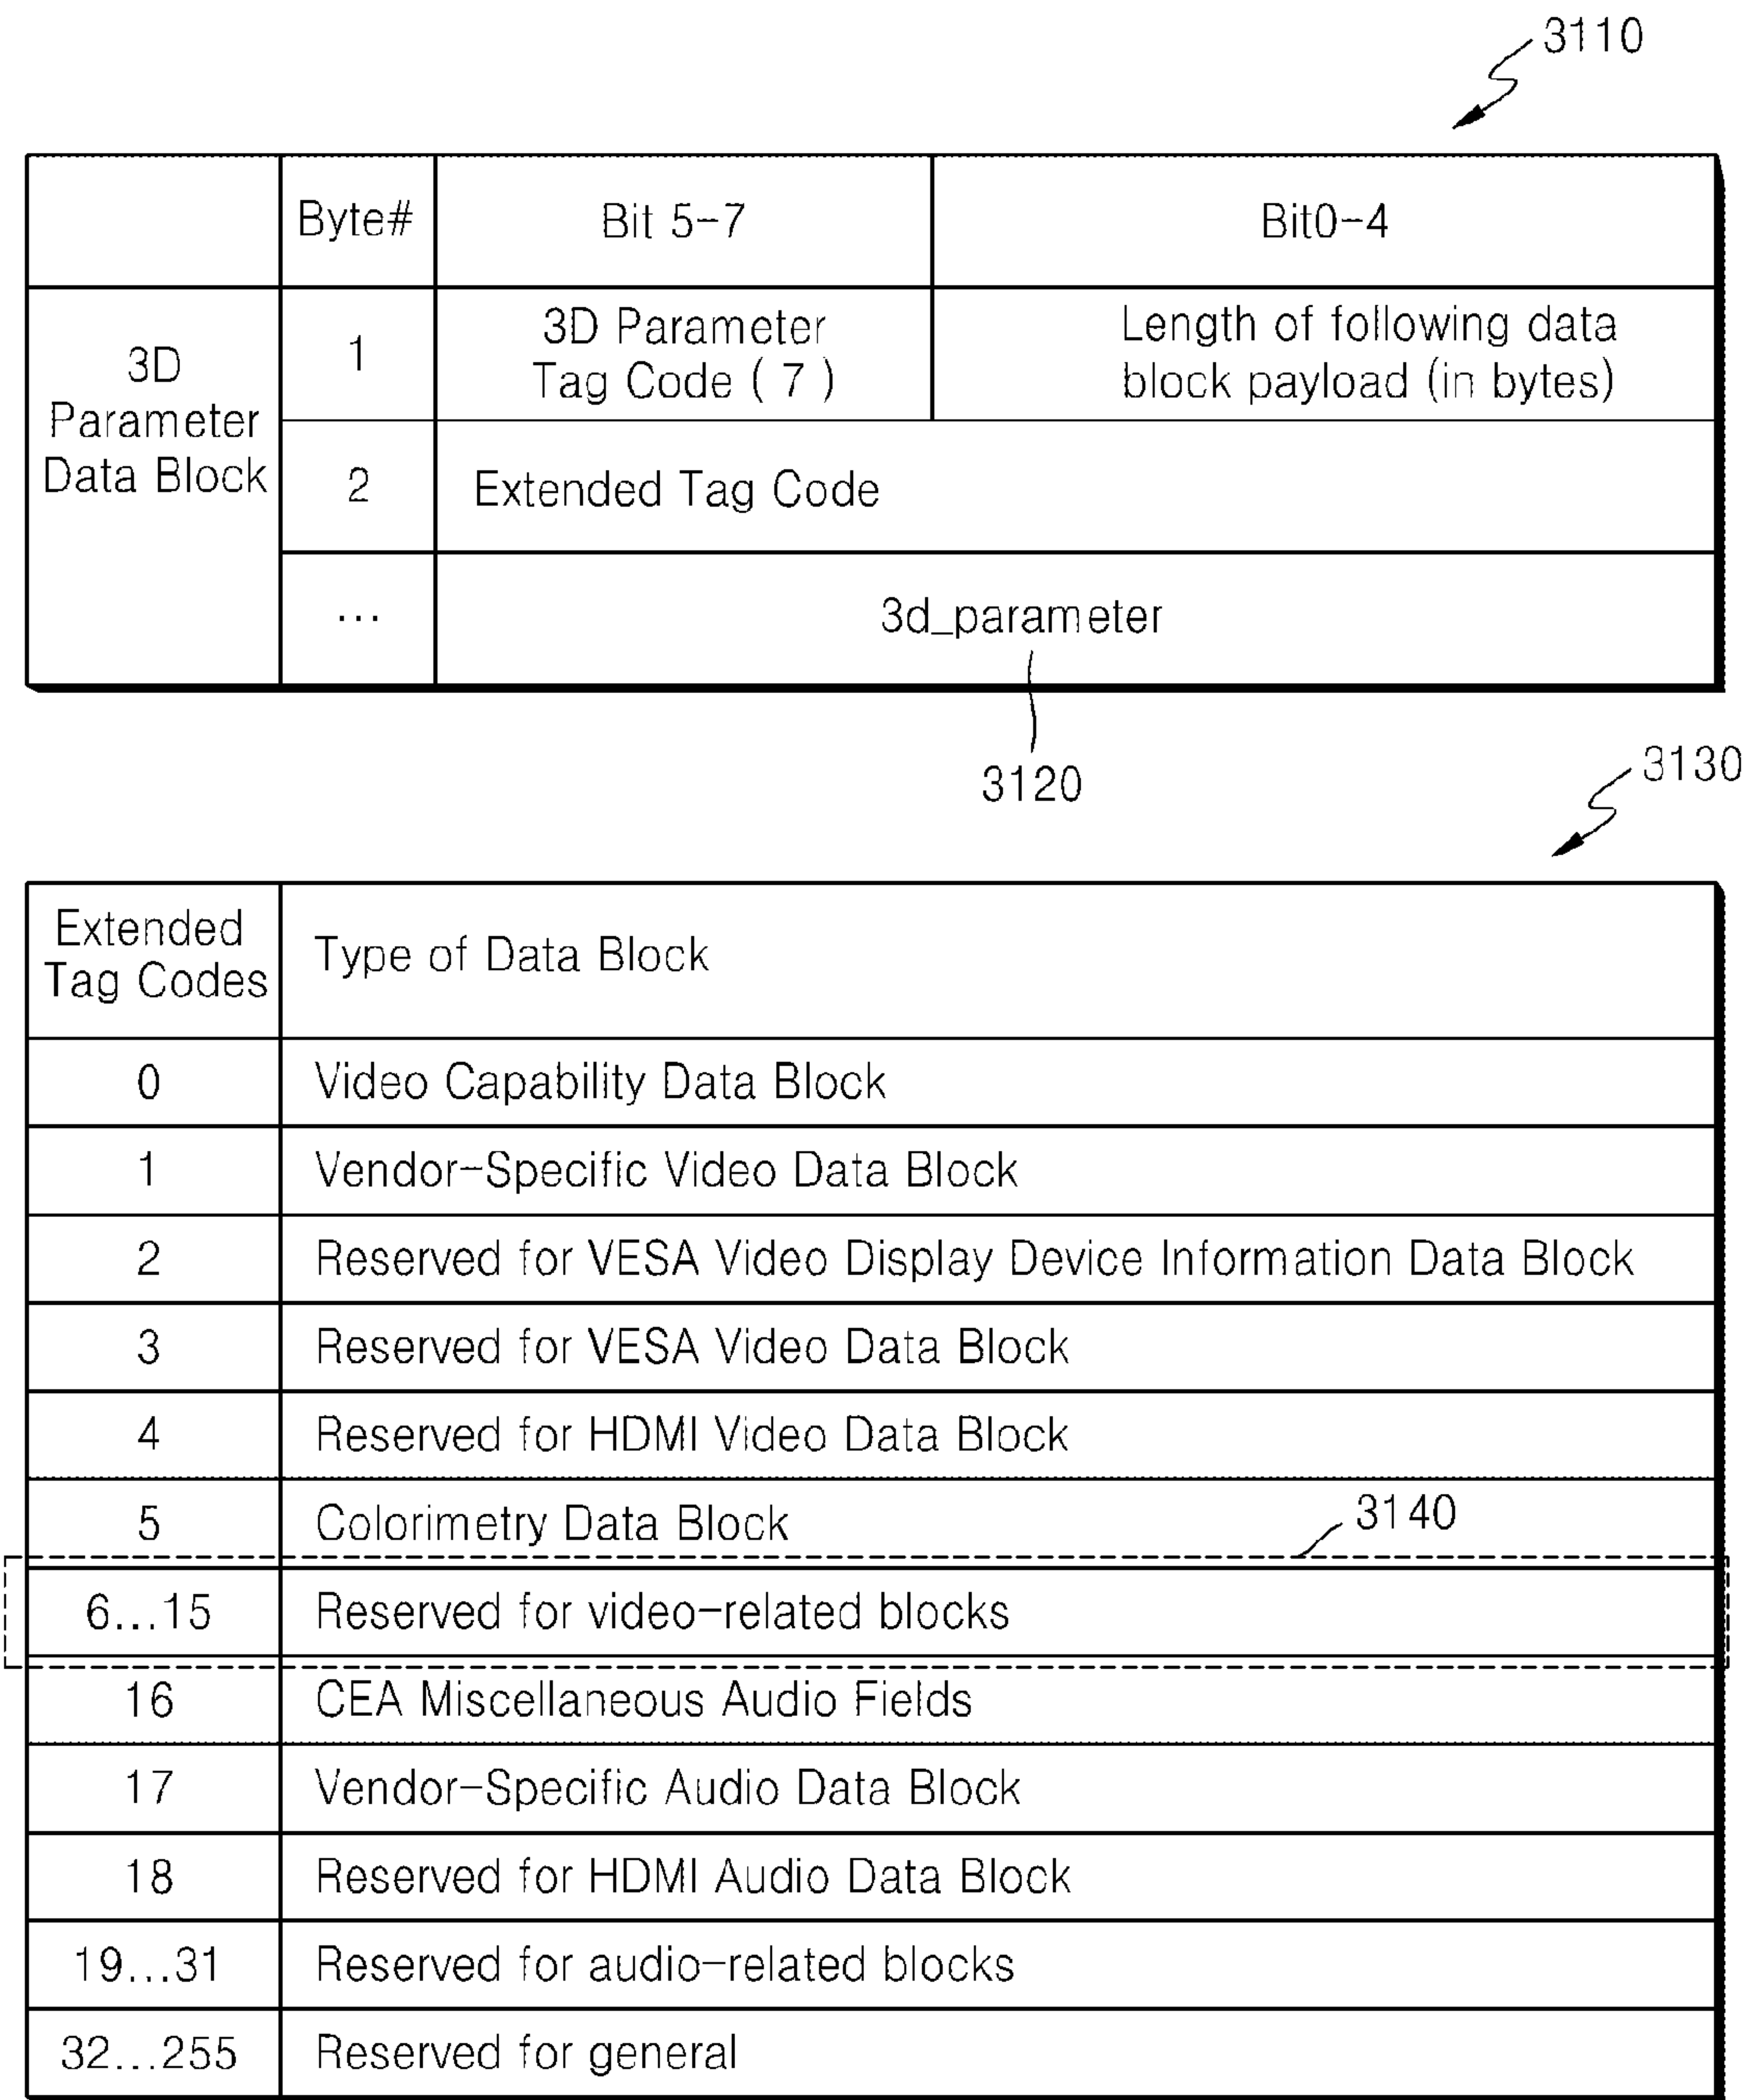 3110
Byte# Bit 5-7 Bit0-4
3D Parameter Data Block
1
3D Parameter
Tag Code ( 7 )
Length of following data
block payload (in bytes)
2 Extended Tag Code
... 3d_parameter
3120
3130
Extended
Tag Codes
Type of Data Block
0 Video Capability Data Block
1 Vendor-Specific Video Data Block
2 Reserved for VESA Video Display Device Information Data Block
3 Reserved for VESA Video Data Block
4 Reserved for HDMI Video Data Block
5 Colorimetry Data Block
3140
6...15 Reserved for video-related blocks
16 CEA Miscellaneous Audio Fields
17 Vendor-Specific Audio Data Block
18 Reserved for HDMI Audio Data Block
19...31 Reserved for audio-related blocks
32...255 Reserved for general